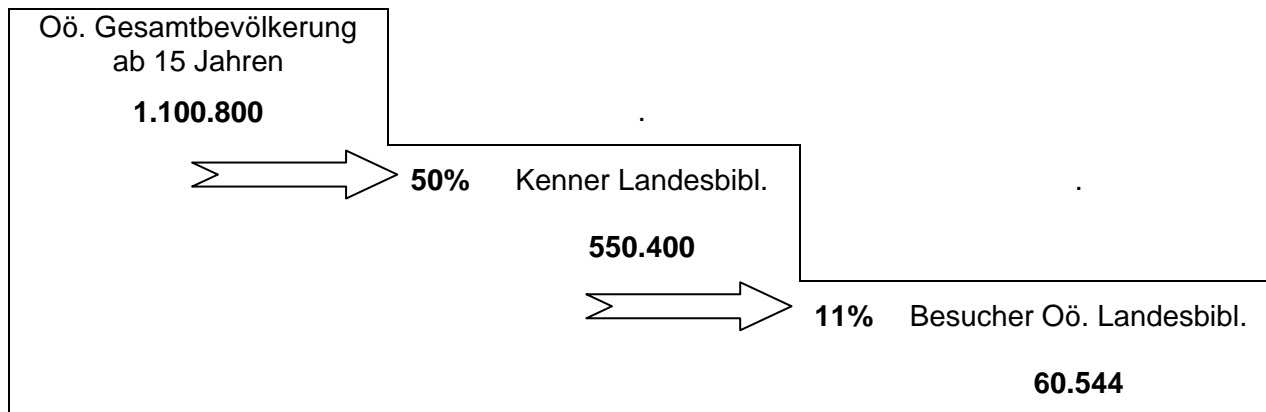 Oö. Gesamtbevölkerung
ab 15 Jahren
1.100.800
.
50% Kenner Landesbibl.
.
550.400
11% Besucher Oö. Landesbibl.
60.544